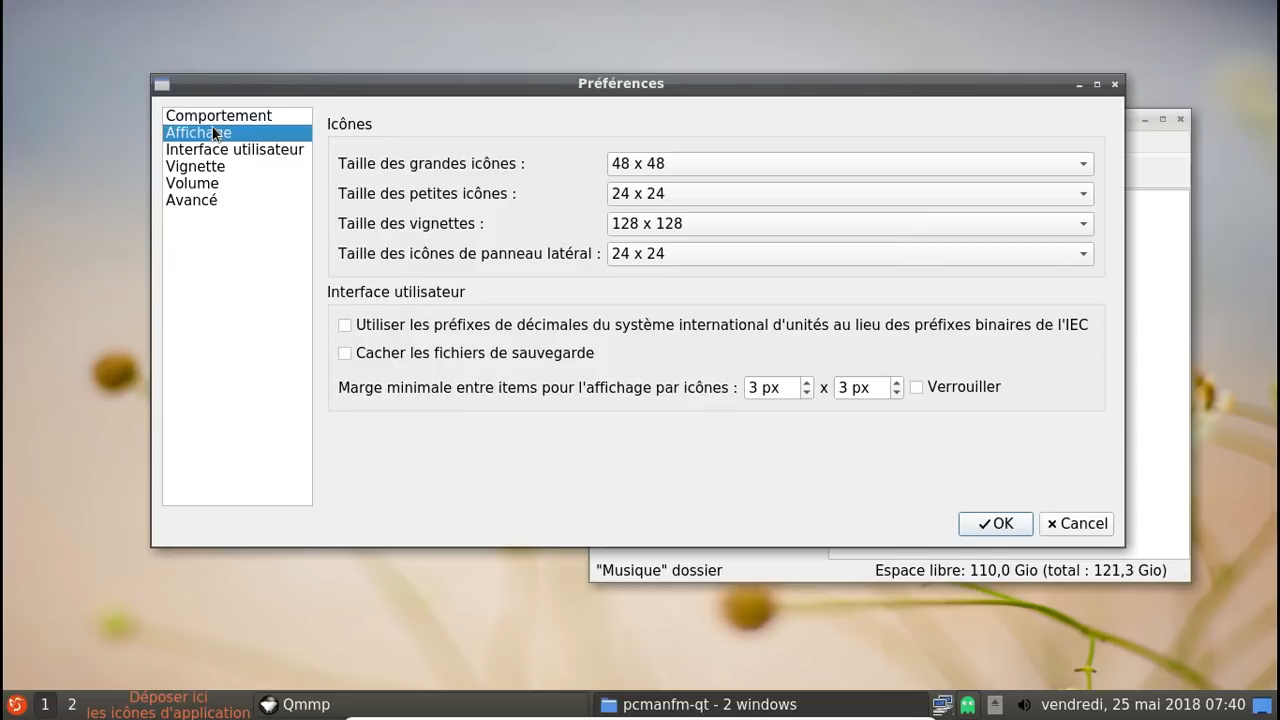 Préférences
Comportement
Affichage
Interface utilisateur
Vignette
Volume
Avancé
Icônes
Taille des grandes icônes : 48 x 48
Taille des petites icônes : 24 x 24
Taille des vignettes : 128 x 128
Taille des icônes de panneau latéral : 24 x 24
Interface utilisateur
Utiliser les préfixes de décimales du système international d'unités au lieu des préfixes binaires de l'IEC
Cacher les fichiers de sauvegarde
Marge minimale entre items pour l'affichage par icônes : 3 px x 3 px Verrouiller
OK Cancel
"Musique" dossier Espace libre: 110,0 Gio (total : 121,3 Gio)
1 2 Déposer ici
les icônes d'application
Qmmp pcmanfm-qt - 2 windows vendredi, 25 mai 2018 07:40